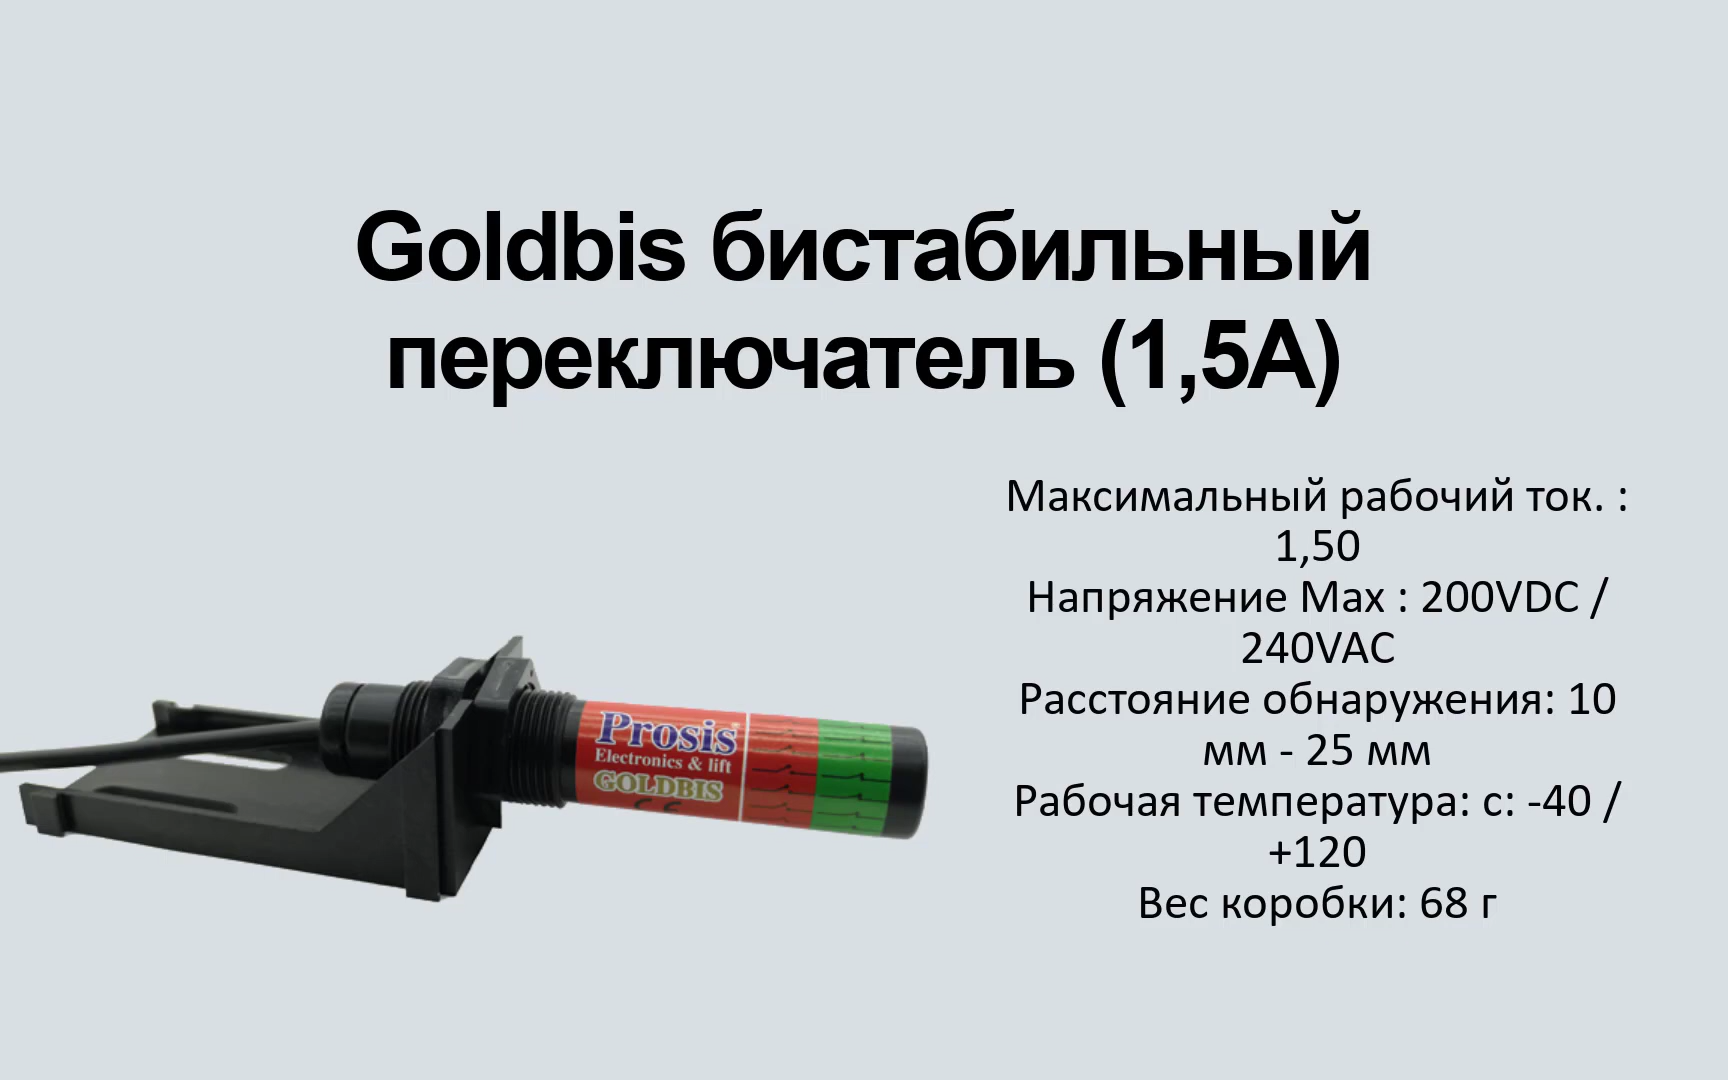 Goldbis бистабильный
переключатель (1,5А)
Максимальный рабочий ток. :
1,50
Напряжение Max : 200VDC /
240VAC
Расстояние обнаружения: 10
мм - 25 мм
Рабочая температура: с: -40 /
+120
Вес коробки: 68 г
Prosis
Electronics & lift
GOLDBIS